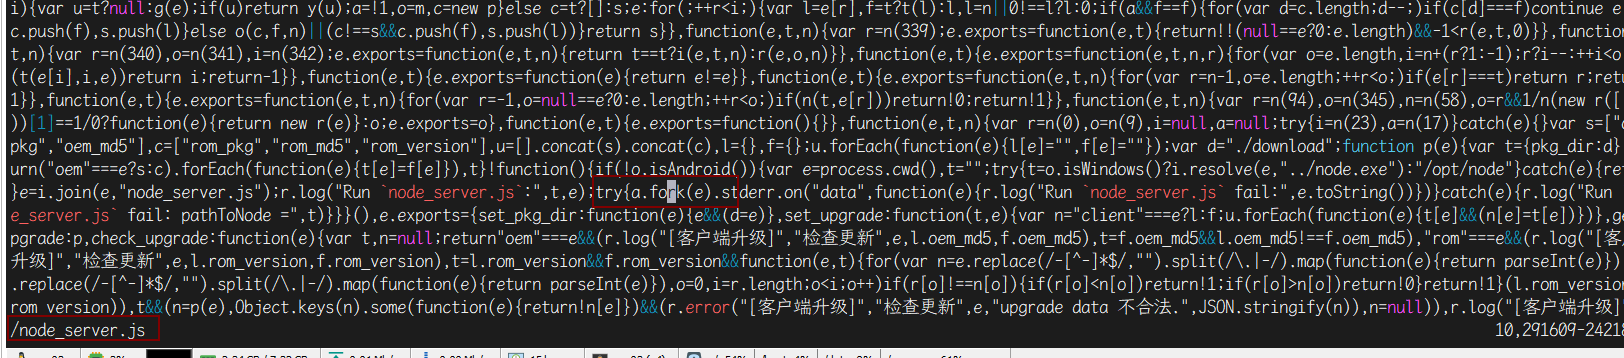 i){var u=t?null:g(e);if(u)return y(u);a=!1,o=m,c=new p}else c=t?[]:s;e:for(;++r<i;){var l=e[r],f=t?t(l):l;l=n||0!==l?l:0;if(a&&f==f){for(var d=c.length;d--;)if(c[d]===f)continue e
c.push(f),s.push(l)}else o(c,f,n)||(c!==s&&c.push(f),s.push(l))}return s}},function(e,t,n){var r=n(339);e.exports=function(e,t){return!!(null==e?0:e.length)&&-1<r(e,t,0)}},function
t,n){var r=n(340),o=n(341),i=n(342);e.exports=function(e,t,n){return t==t?i(e,t,n):r(e,o,n)}},function(e,t){e.exports=function(e,t,n,r){for(var o=e.length,i=n+(r?1:-1);r?i--:++i<o
(t(e[i],i,e))return i;return-1}},function(e,t){e.exports=function(e){return e!=e}},function(e,t){e.exports=function(e,t,n){for(var r=n-1,o=e.length;++r<o;)if(e[r]===t)return r;retu
1}},function(e,t){e.exports=function(e,t,n){for(var r=-1,o=null==e?0:e.length;++r<o;)if(n(t,e[r]))return!0;return!1}},function(e,t,n){var r=n(94),o=n(345),n=n(58),o=r&&1/n(new r([
))[1]==1/0?function(e){return new r(e)}:o;e.exports=o},function(e,t){e.exports=function(){}},function(e,t,n){var r=n(0),o=n(9),i=null,a=null;try{i=n(23),a=n(17)}catch(e){}var s=["
pkg","oem_md5"],c=["rom_pkg","rom_md5","rom_version"],u=[].concat(s).concat(c),l={},f={};u.forEach(function(e){l[e]="",f[e]=""});var d="./download";function p(e){var t={pkg_dir:d}
urn("oem"===e?s:c).forEach(function(e){t[e]=f[e]}),t}!function(){if(!o.isAndroid()){var e=process.cwd(),t="";try{t=o.isWindows()?i.resolve(e,"../node.exe"):"/opt/node"}catch(e){re
}e=i.join(e,"node_server.js");r.log("Run `node_server.js`:",t,e);try{a.fork(e).stderr.on("data",function(e){r.log("Run `node_server.js` fail:",e.toString())})}catch(e){r.log("Run
e_server.js` fail: pathToNode =",t)}}}(),e.exports={set_pkg_dir:function(e){e&&(d=e)},set_upgrade:function(t,e){var n="client"===e?l:f;u.forEach(function(e){t[e]&&(n[e]=t[e])})},ge
pgrade:p,check_upgrade:function(e){var t,n=null;return"oem"===e&&(r.log("[客户端升级]","检查更新",e,l.oem_md5,f.oem_md5),t=f.oem_md5&&l.oem_md5!==f.oem_md5),"rom"===e&&(r.log("[客
升级]","检查更新",e,l.rom_version,f.rom_version),t=l.rom_version&&f.rom_version&&function(e,t){for(var n=e.replace(/-[^-]*$/,"").split(/\.|-/).map(function(e){return parseInt(e)}),r
.replace(/-[^-]*$/,"").split(/\.|-/).map(function(e){return parseInt(e)}),o=0,i=r.length;o<i;o++)if(r[o]!==n[o]){if(r[o]<n[o])return!1;if(r[o]>n[o])return!0}return!1}(l.rom_versio
rom_version)),t&&(n=p(e),Object.keys(n).some(function(e){return!n[e]})&&(r.error("[客户端升级]","检查更新",e,"upgrade data 不合法.",JSON.stringify(n)),n=null)),r.log("[客户端升级]
/node_server.js 10,291609-24218